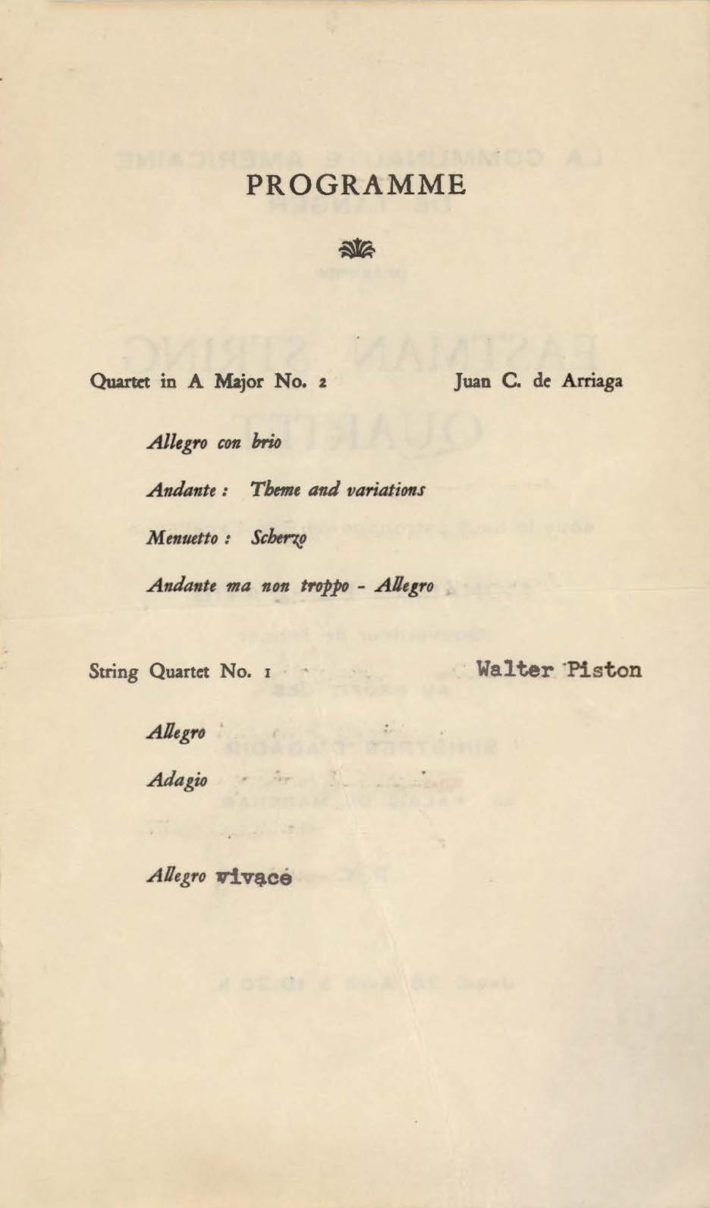 PROGRAMME
Quartet in A Major No. 2 Juan C. de Arriaga
Allegro con brio
Andante : Theme and variations
Menuetto : Scherzo
Andante ma non troppo - Allegro
String Quartet No. 1 Walter Piston
Allegro
Adagio
Allegro vivace